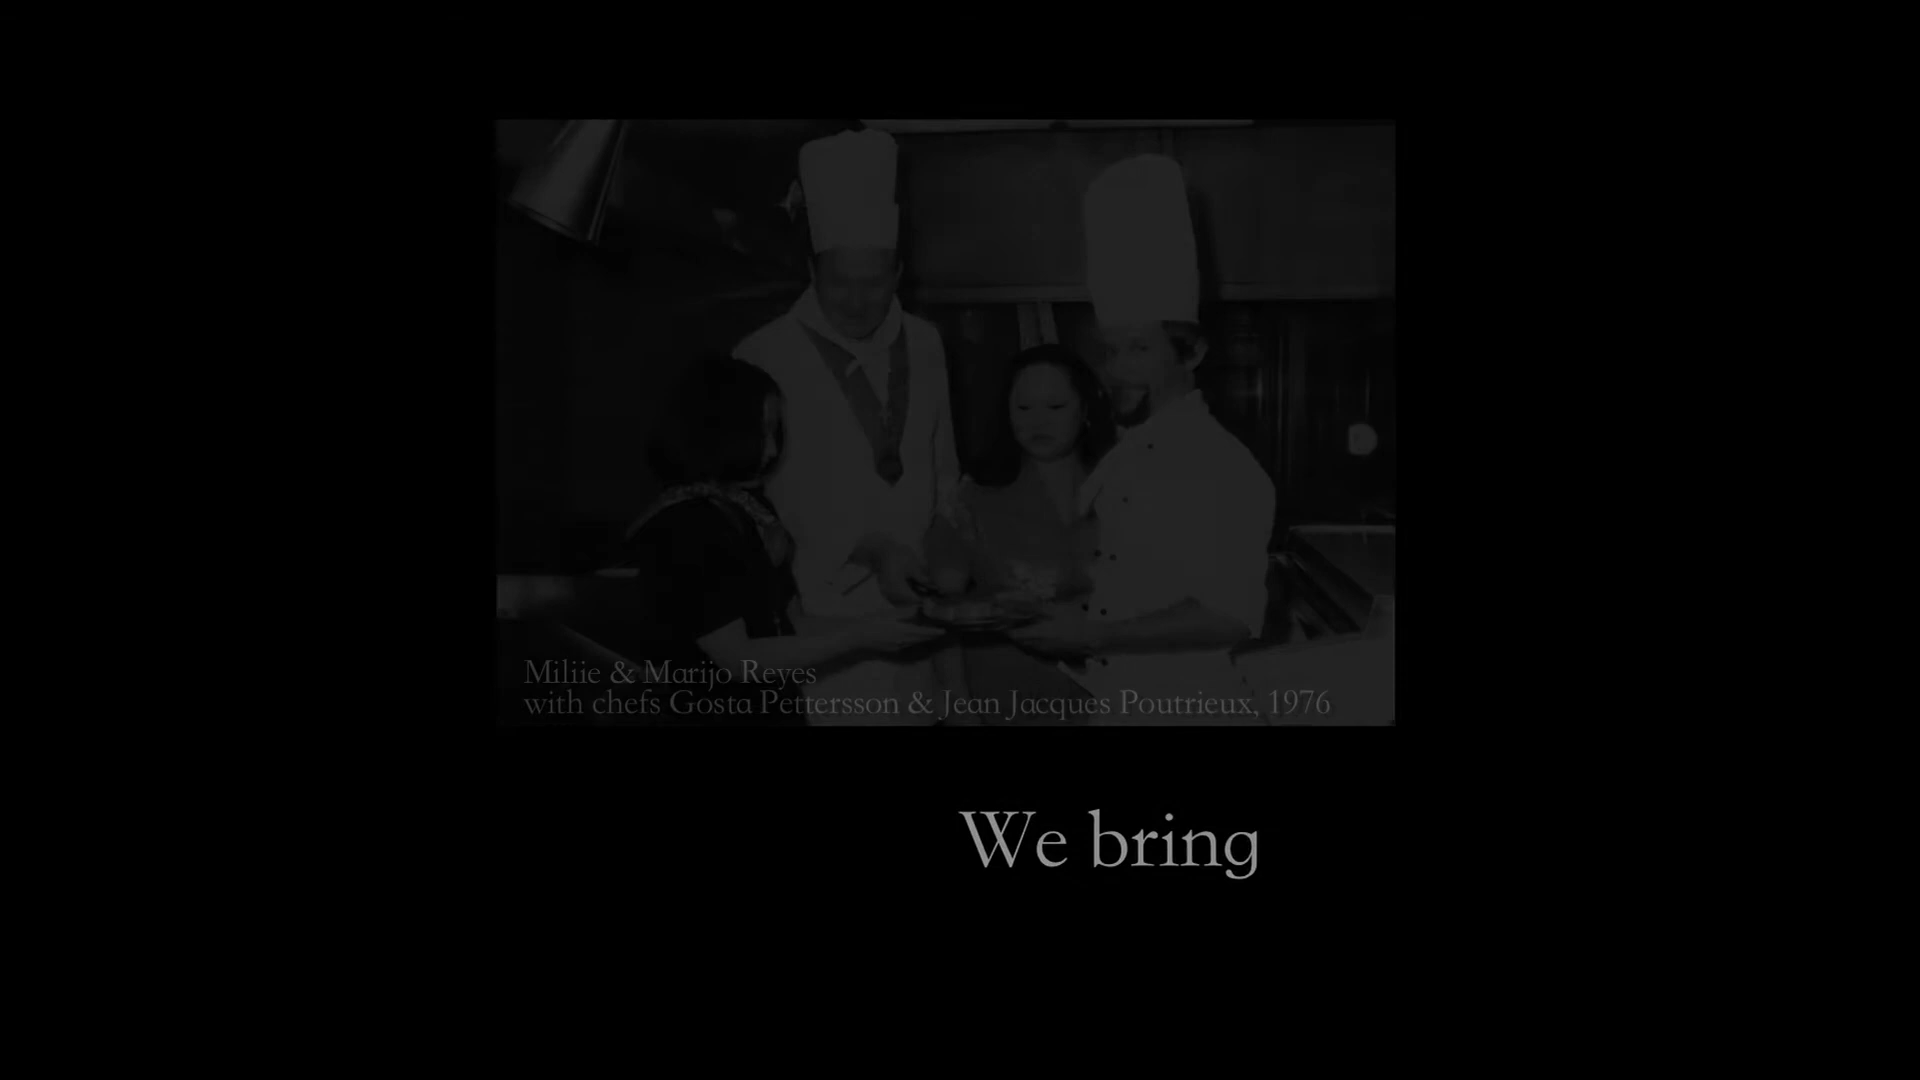 Miliie & Marijo Reyes
with chefs Gosta Pettersson & Jean Jacques Poutrieux, 1976
We bring